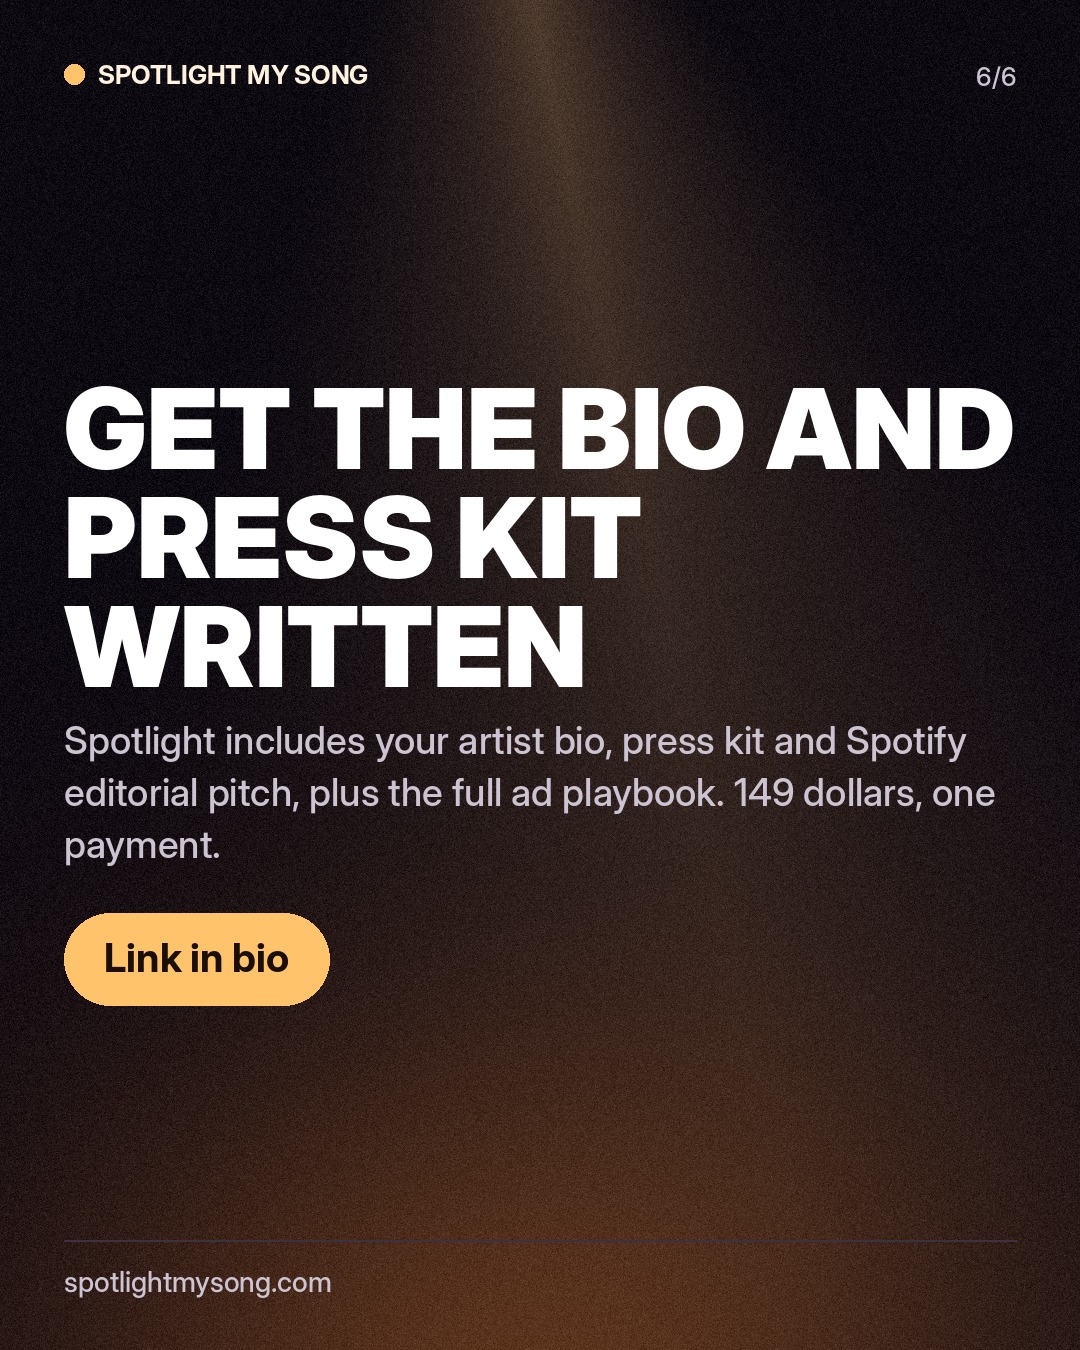 SPOTLIGHT MY SONG
6/6
GET THE BIO AND
PRESS KIT
WRITTEN
Spotlight includes your artist bio, press kit and Spotify
editorial pitch, plus the full ad playbook. 149 dollars, one
payment.
Link in bio
spotlightmysong.com